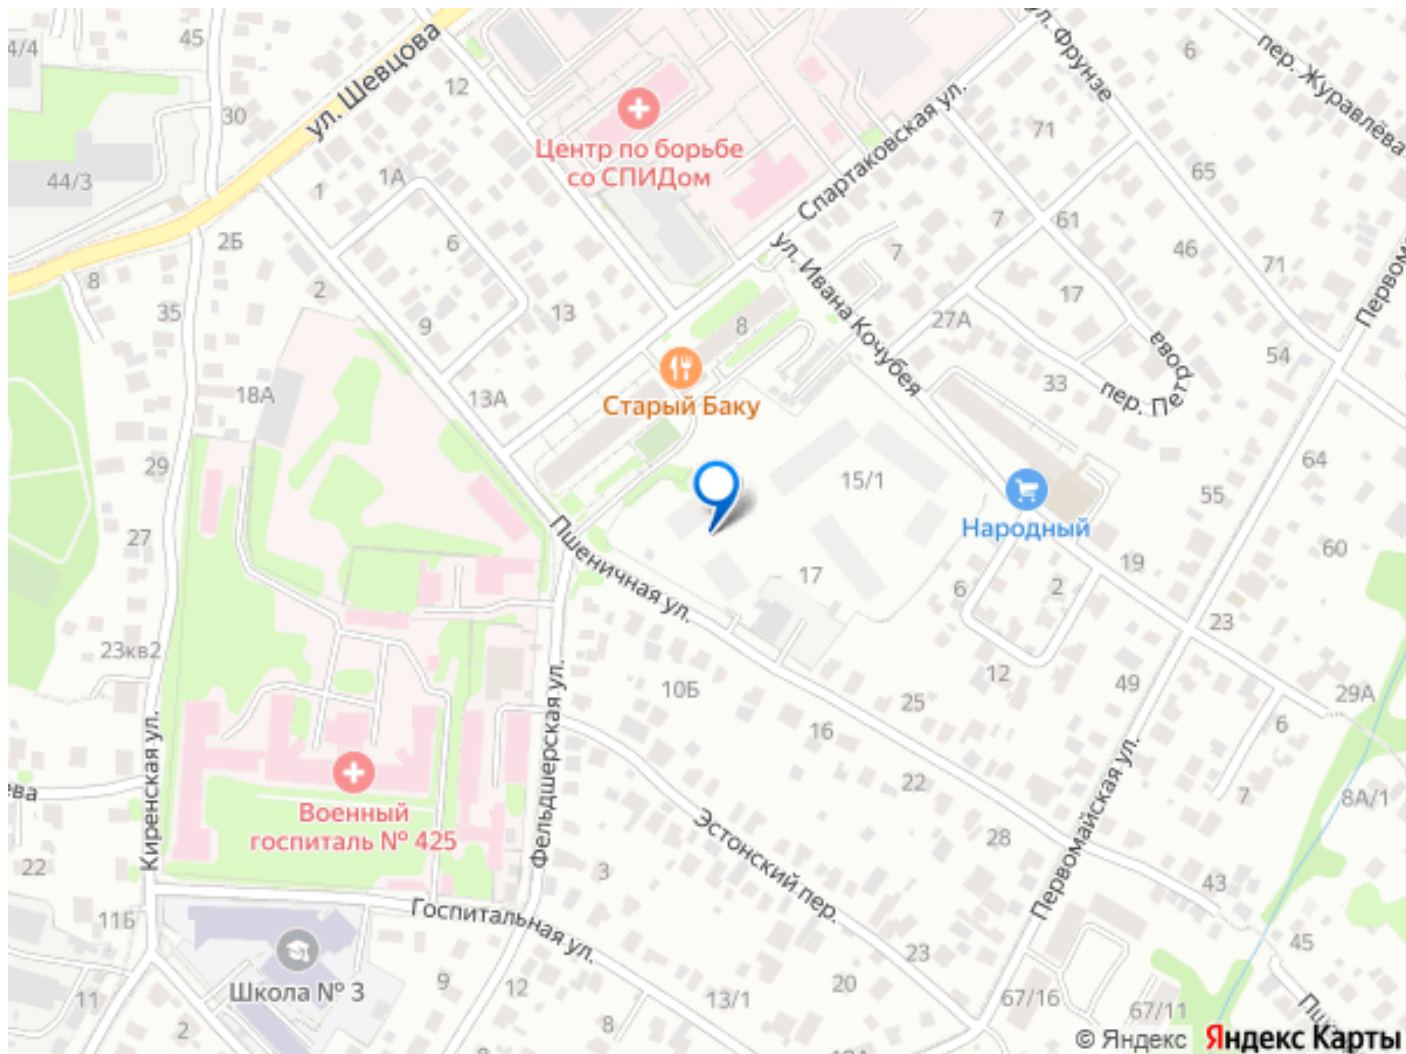 4/4
45
ул. Шевцова
12
30
44/3
1
1А
Центр по борьбе
со СПИДом
ул. Фрунзе
6
пер. Журавлёва
Спартаковская ул.
71
65
2Б
6
7
7
61
46
71
ул. Ивана Кочубея
8
2
35
9
13
8
27А
17
Первома
54
18А
13А
Старый Баку
33
пер. Петрова
29
15/1
64
55
Народный
27
Пшеничная ул.
17
6
2
19
60
23
23кв2
10Б
12
49
29А
25
16
6
Киренская ул.
Фельдшерская ул.
Военный
госпиталь № 425
22
7
8А/1
ева
22
Эстонский пер.
28
Первомайская ул.
3
43
11Б
Госпитальная ул.
23
45
Школа № 3
9
12
20
11
13/1
67/16
67/11
2
8
© Яндекс Яндекс Карты